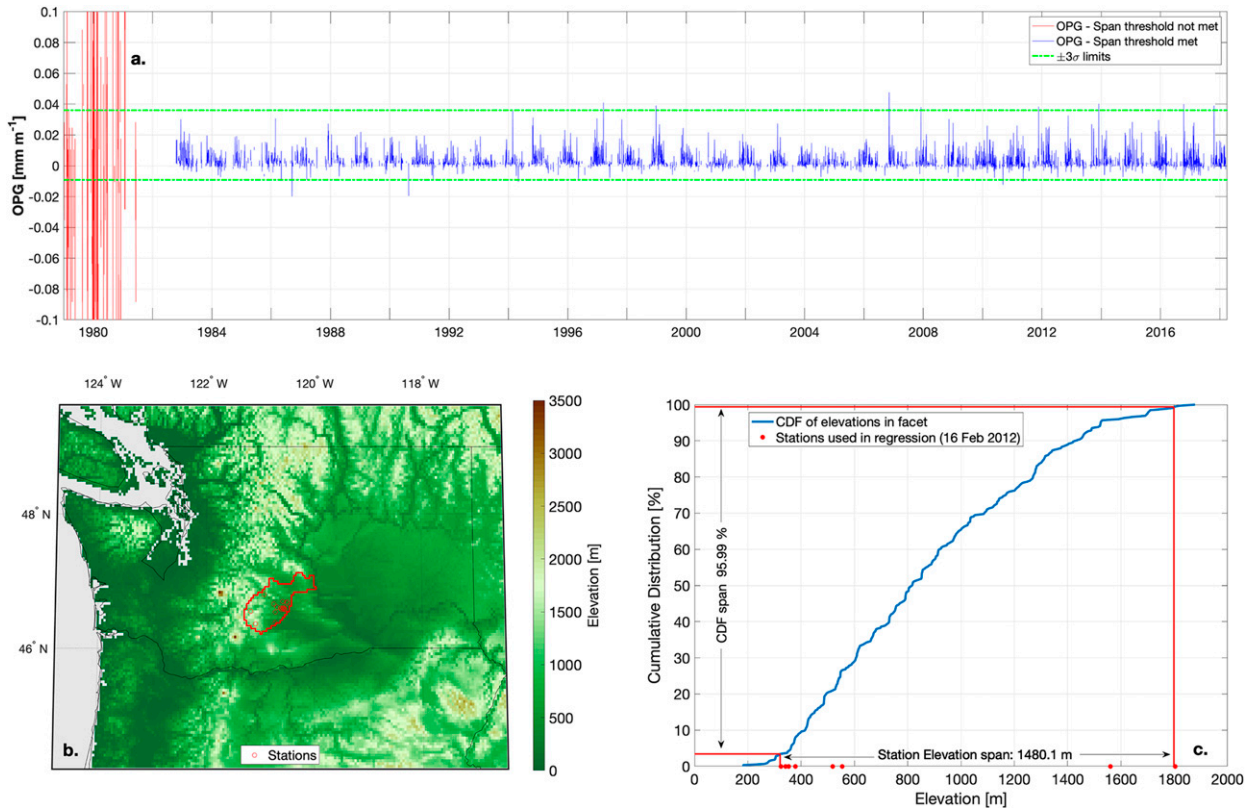 0.1
0.08
0.06
0.04
0.02
0
-0.02
-0.04
-0.06
-0.08
-0.1
OPG [mm m⁻¹]
a.
OPG - Span threshold not met
OPG - Span threshold met
±3σ limits
1980 1984 1988 1992 1996 2000 2004 2008 2012 2016
124° W 122° W 120° W 118° W
48° N
46° N
b.
Stations
3500
3000
2500
2000
1500
1000
500
0
Elevation [m]
100
90
80
70
60
50
40
30
20
10
0
Cumulative Distribution [%]
CDF of elevations in facet
Stations used in regression (16 Feb 2012)
CDF span 95.99 %
Station Elevation span: 1480.1 m
c.
0 200 400 600 800 1000 1200 1400 1600 1800 2000
Elevation [m]